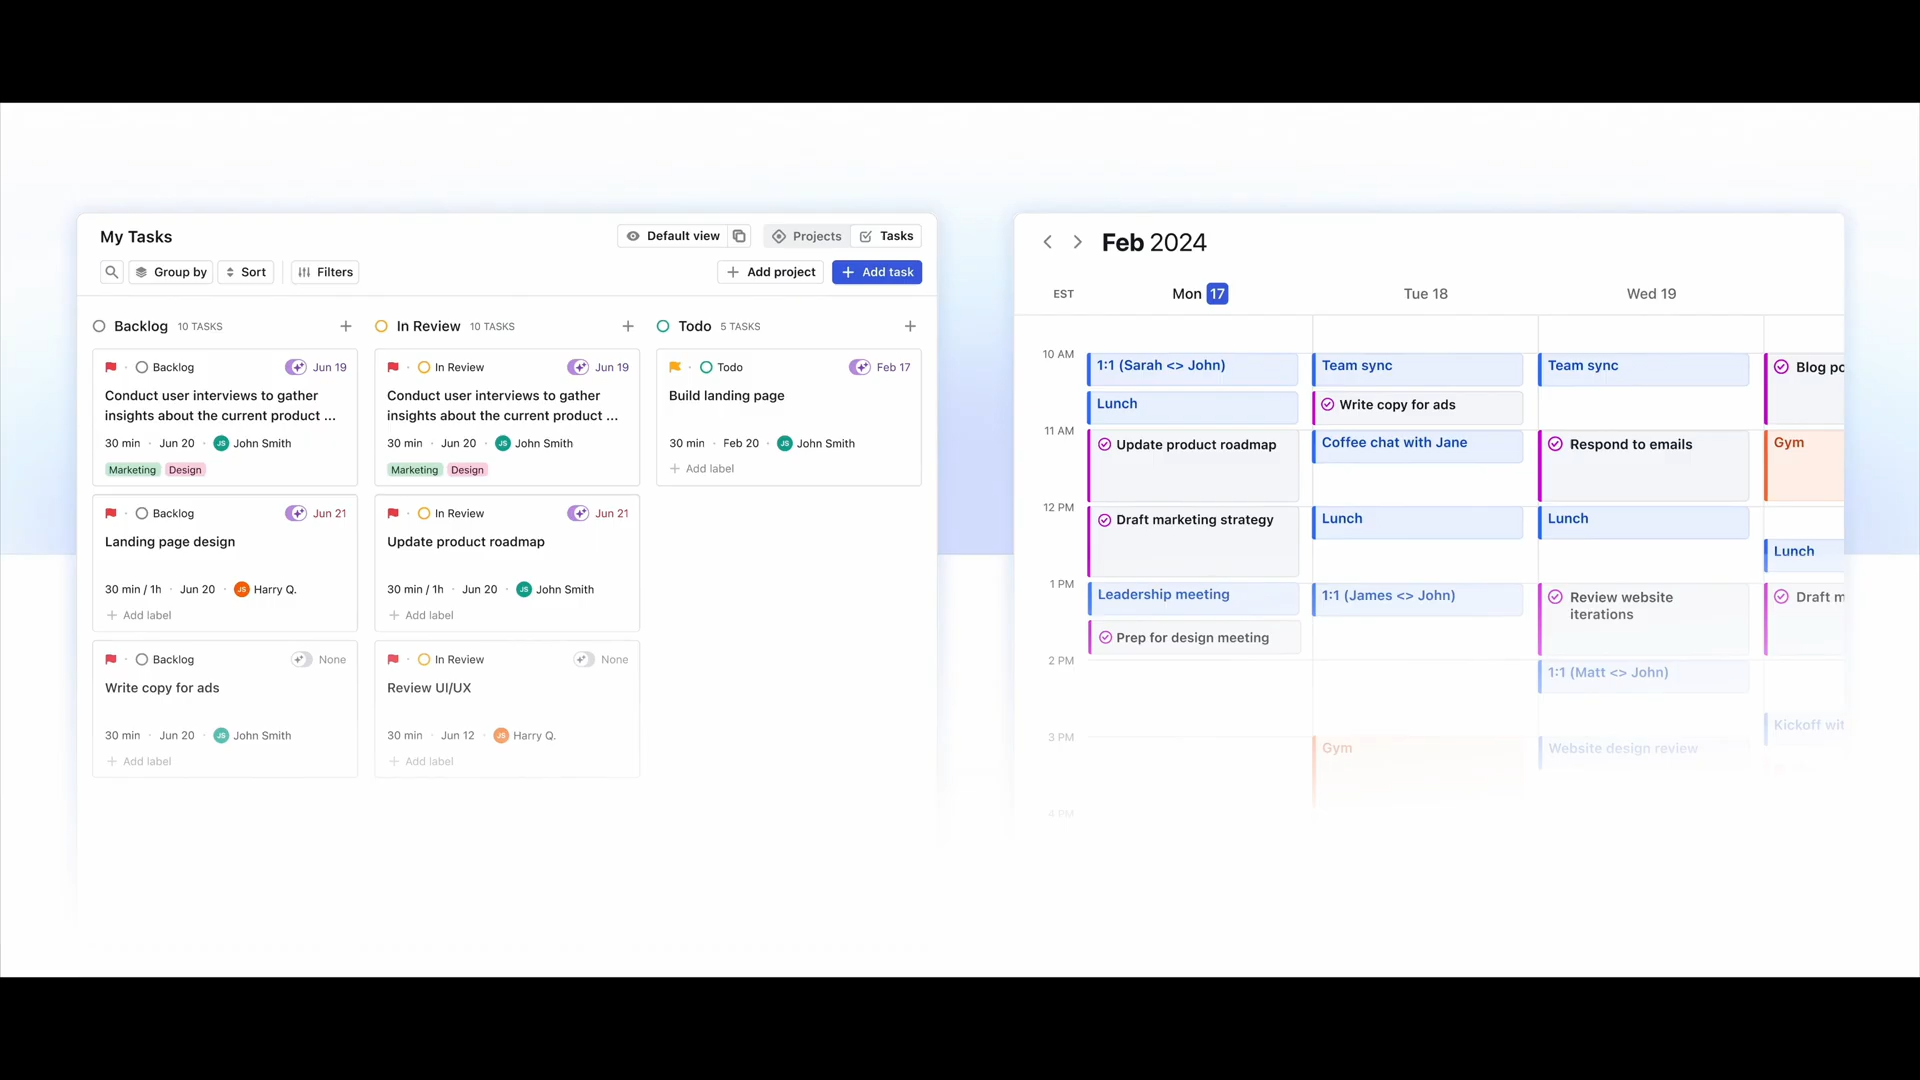 My Tasks
Default view
Projects
Tasks
Group by
Sort
Filters
Add project
Add task
Backlog 10 TASKS
Backlog
Jun 19
Conduct user interviews to gather
insights about the current product ...
30 min · Jun 20 · JS John Smith
Marketing Design
Backlog
Jun 21
Landing page design
30 min / 1h · Jun 20 · JS Harry Q.
Add label
Backlog
None
Write copy for ads
30 min · Jun 20 · JS John Smith
Add label
In Review 10 TASKS
In Review
Jun 19
Conduct user interviews to gather
insights about the current product ...
30 min · Jun 20 · JS John Smith
Marketing Design
In Review
Jun 21
Update product roadmap
30 min / 1h · Jun 20 · JS John Smith
Add label
In Review
None
Review UI/UX
30 min · Jun 12 · JS Harry Q.
Add label
Todo 5 TASKS
Todo
Feb 17
Build landing page
30 min · Feb 20 · JS John Smith
Add label
Feb 2024
EST
Mon 17
Tue 18
Wed 19
10 AM
11 AM
12 PM
1 PM
2 PM
3 PM
4 PM
1:1 (Sarah <> John)
Lunch
Update product roadmap
Draft marketing strategy
Leadership meeting
Prep for design meeting
Team sync
Write copy for ads
Coffee chat with Jane
Lunch
1:1 (James <> John)
Gym
Team sync
Respond to emails
Lunch
Review website
iterations
1:1 (Matt <> John)
Website design review
Blog po
Gym
Lunch
Draft m
Kickoff wit